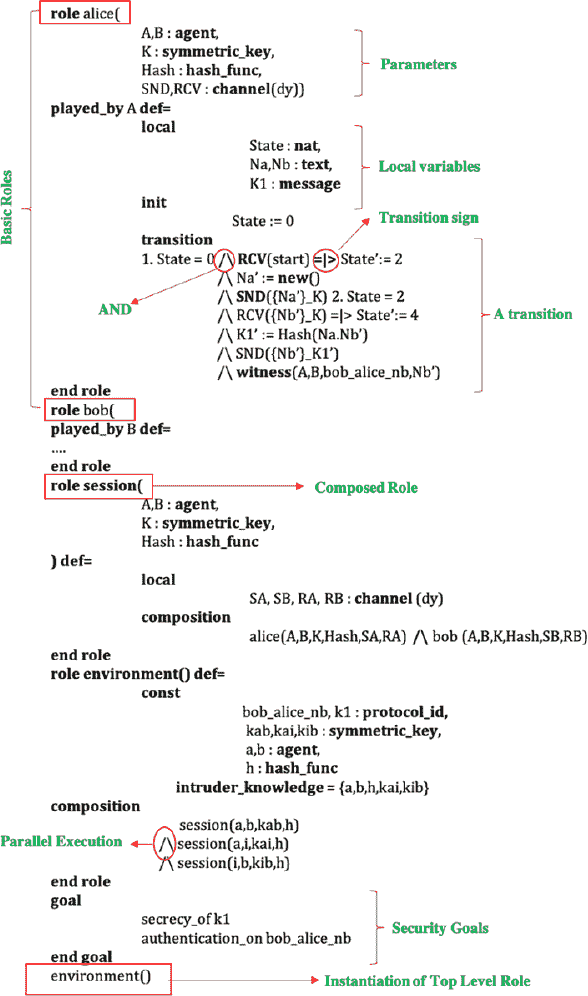 role alice(
A,B : agent,
K : symmetric_key,
Hash : hash_func,
SND,RCV : channel(dy))
Parameters
played_by A def=
local
State : nat,
Na,Nb : text,
K1 : message
Local variables
init
State := 0
Transition sign
transition
1. State = 0 /\ RCV(start) =|> State’:= 2
/\ Na’ := new()
/\ SND({Na’}_K) 2. State = 2
/\ RCV({Nb’}_K) =|> State’:= 4
/\ K1’ := Hash(Na.Nb’)
/\ SND({Nb’}_K1’)
/\ witness(A,B,bob_alice_nb,Nb’)
AND
A transition
Basic Roles
end role
role bob(
played_by B def=
....
end role
role session(
Composed Role
A,B : agent,
K : symmetric_key,
Hash : hash_func
) def=
local
SA, SB, RA, RB : channel (dy)
composition
alice(A,B,K,Hash,SA,RA) /\ bob (A,B,K,Hash,SB,RB)
end role
role environment() def=
const
bob_alice_nb, k1 : protocol_id,
kab,kai,kib : symmetric_key,
a,b : agent,
h : hash_func
intruder_knowledge = {a,b,h,kai,kib}
composition
session(a,b,kab,h)
Parallel Execution
/\ session(a,i,kai,h)
/\ session(i,b,kib,h)
end role
goal
secrecy_of k1
authentication_on bob_alice_nb
Security Goals
end goal
environment()
Instantiation of Top Level Role